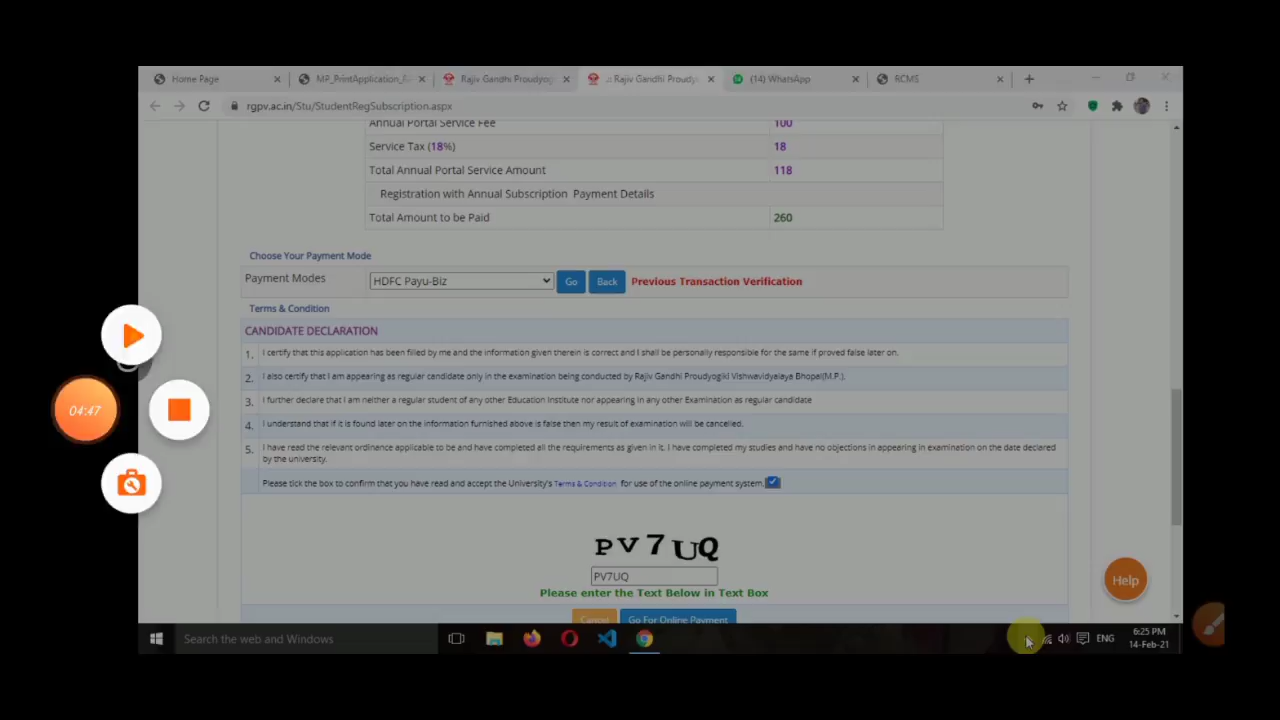 Home Page
MP_PrintApplication_
Rajiv Gandhi Proudyog
.: Rajiv Gandhi Proudy
(14) WhatsApp
RCMS
rgpv.ac.in/Stu/StudentRegSubscription.aspx
Annual Portal Service Fee 100
Service Tax (18%) 18
Total Annual Portal Service Amount 118
Registration with Annual Subscription Payment Details
Total Amount to be Paid 260
Choose Your Payment Mode
Payment Modes HDFC Payu-Biz Go Back Previous Transaction Verification
Terms & Condition
CANDIDATE DECLARATION
1. I certify that this application has been filled by me and the information given therein is correct and I shall be personally responsible for the same if proved false later on.
2. I also certify that I am appearing as regular candidate only in the examination being conducted by Rajiv Gandhi Proudyogiki Vishwavidyalaya Bhopal(M.P.).
3. I further declare that I am neither a regular student of any other Education Institute nor appearing in any other Examination as regular candidate
4. I understand that if it is found later on the information furnished above is false then my result of examination will be cancelled.
5. I have read the relevant ordinance applicable to be and have completed all the requirements as given in it. I have completed my studies and have no objections in appearing in examination on the date declared
by the university.
Please tick the box to confirm that you have read and accept the University's Terms & Condition for use of the online payment system.
04:47
PV7UQ
PV7UQ
Please enter the Text Below in Text Box
Help
Cancel Go For Online Payment
Search the web and Windows
ENG
6:25 PM
14-Feb-21